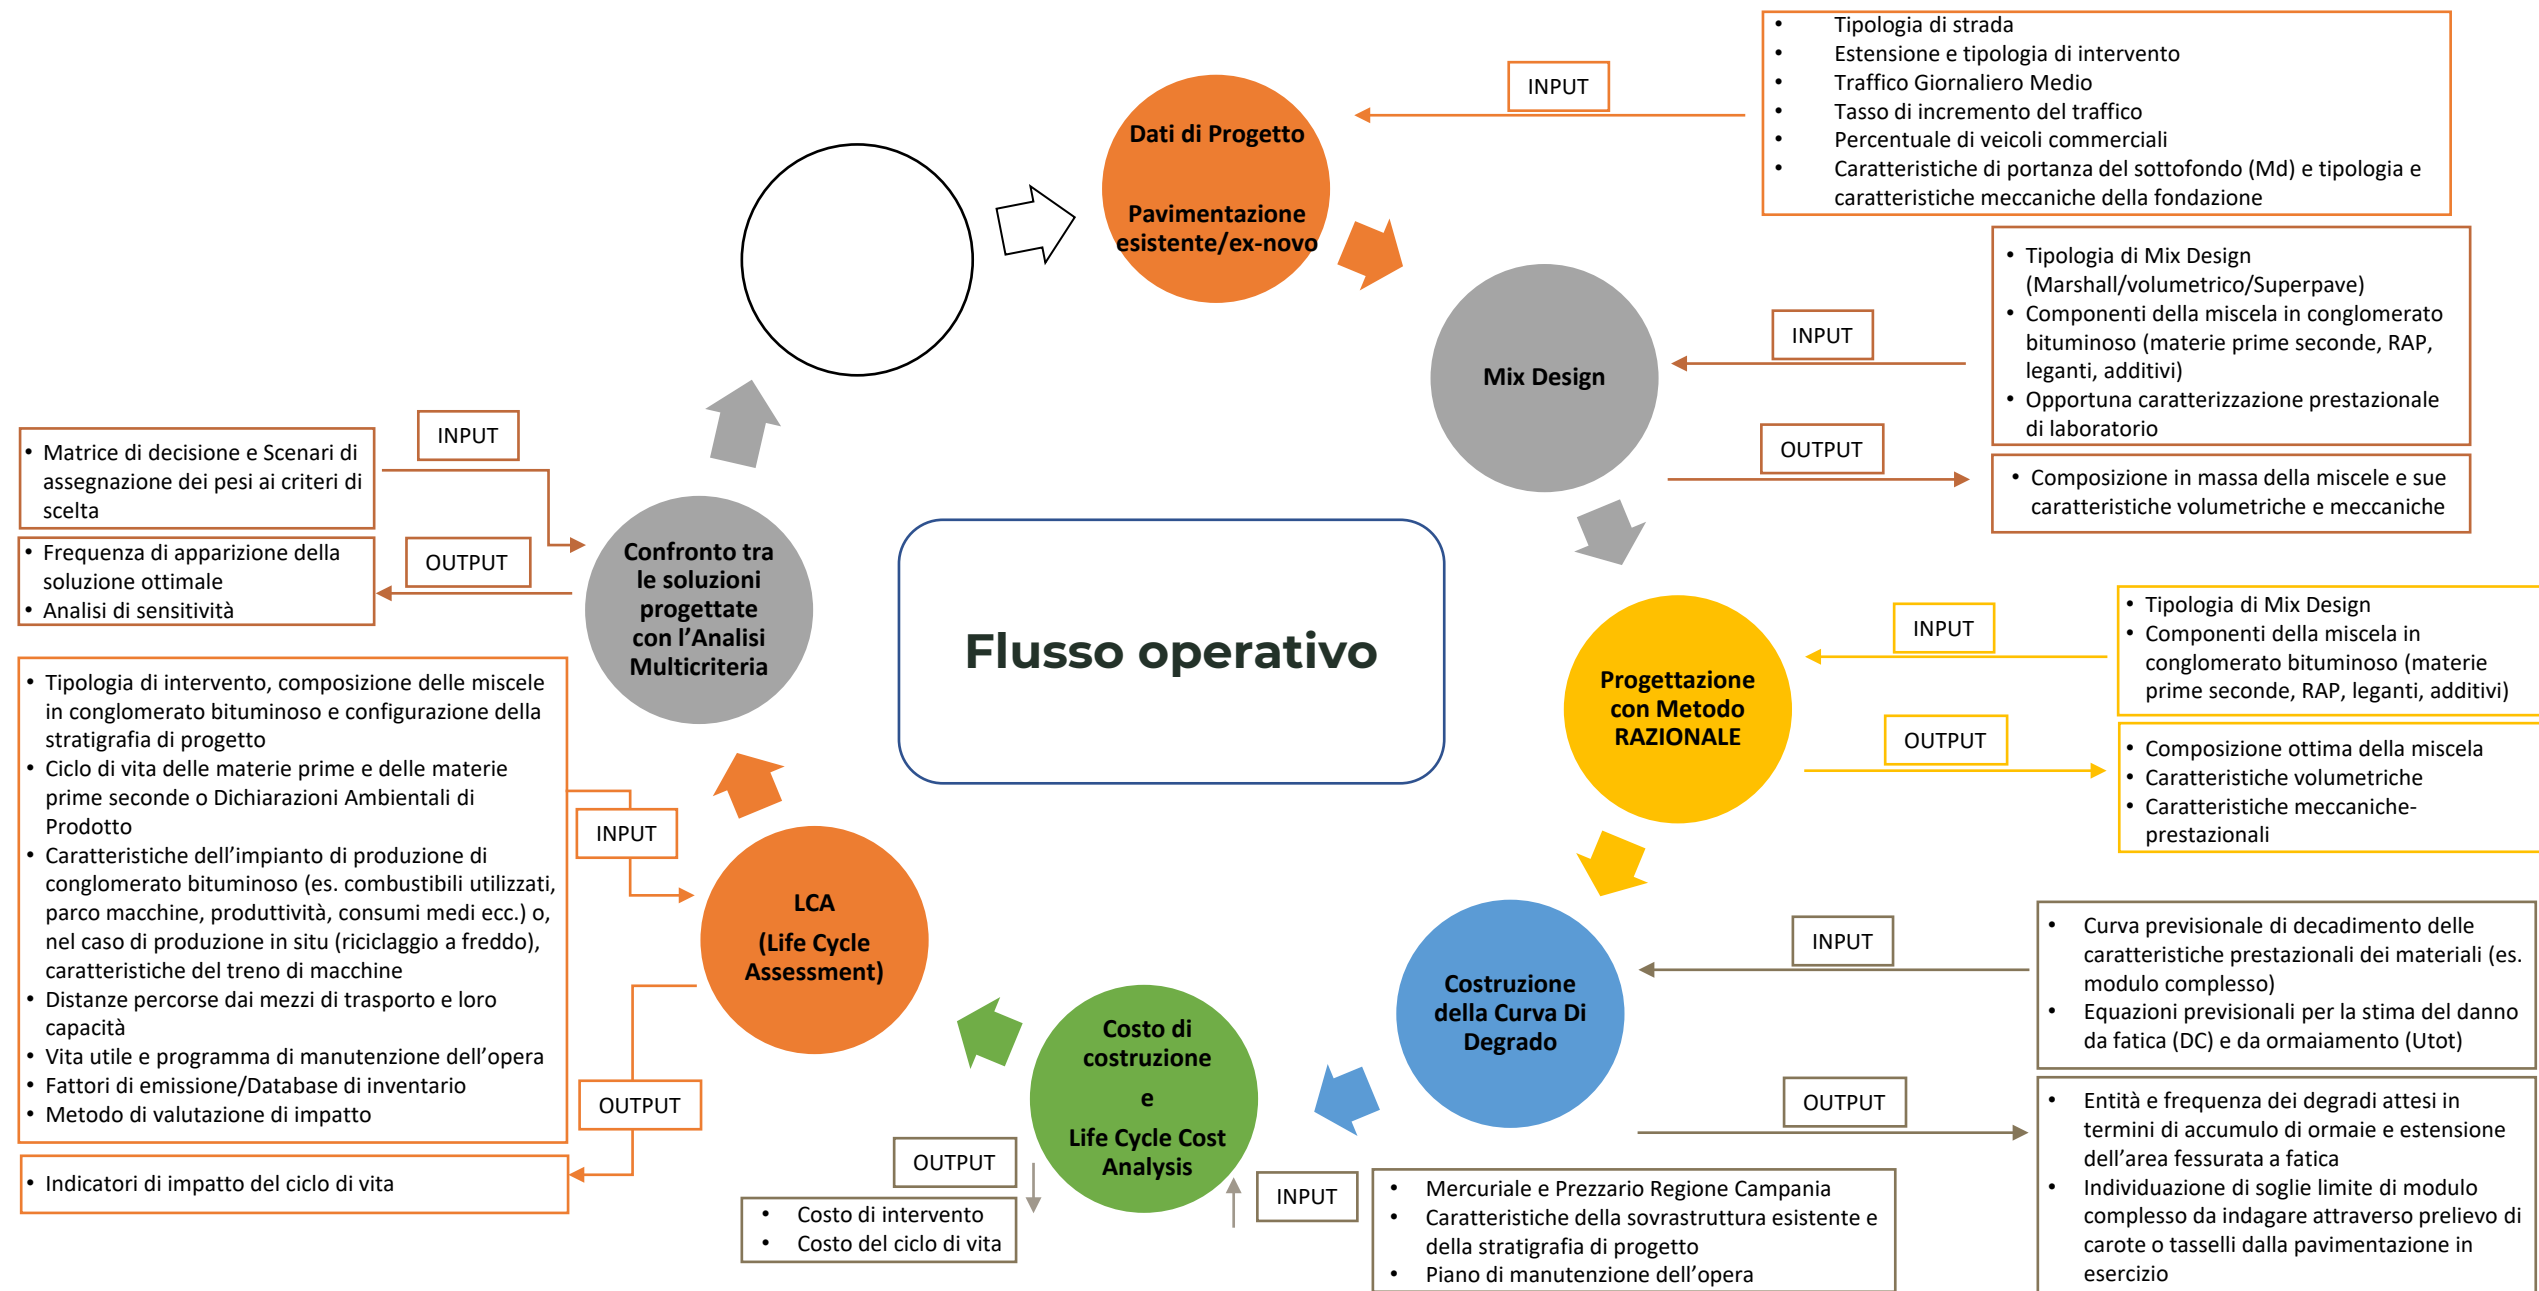 Flusso operativo
Dati di Progetto
Pavimentazione
esistente/ex-novo
INPUT
• Tipologia di strada
• Estensione e tipologia di intervento
• Traffico Giornaliero Medio
• Tasso di incremento del traffico
• Percentuale di veicoli commerciali
• Caratteristiche di portanza del sottofondo (Md) e tipologia e
caratteristiche meccaniche della fondazione
Mix Design
INPUT
• Tipologia di Mix Design
(Marshall/volumetrico/Superpave)
• Componenti della miscela in conglomerato
bituminoso (materie prime seconde, RAP,
leganti, additivi)
• Opportuna caratterizzazione prestazionale
di laboratorio
OUTPUT
• Composizione in massa della miscele e sue
caratteristiche volumetriche e meccaniche
Progettazione
con Metodo
RAZIONALE
INPUT
• Tipologia di Mix Design
• Componenti della miscela in
conglomerato bituminoso (materie
prime seconde, RAP, leganti, additivi)
OUTPUT
• Composizione ottima della miscela
• Caratteristiche volumetriche
• Caratteristiche meccaniche-
prestazionali
Costruzione
della Curva Di
Degrado
INPUT
• Curva previsionale di decadimento delle
caratteristiche prestazionali dei materiali (es.
modulo complesso)
• Equazioni previsionali per la stima del danno
da fatica (DC) e da ormaiamento (Utot)
OUTPUT
• Entità e frequenza dei degradi attesi in
termini di accumulo di ormaie e estensione
dell'area fessurata a fatica
• Individuazione di soglie limite di modulo
complesso da indagare attraverso prelievo di
carote o tasselli dalla pavimentazione in
esercizio
Costo di
costruzione
e
Life Cycle Cost
Analysis
INPUT
• Mercuriale e Prezzario Regione Campania
• Caratteristiche della sovrastruttura esistente e
della stratigrafia di progetto
• Piano di manutenzione dell'opera
OUTPUT
• Costo di intervento
• Costo del ciclo di vita
LCA
(Life Cycle
Assessment)
INPUT
• Tipologia di intervento, composizione delle miscele
in conglomerato bituminoso e configurazione della
stratigrafia di progetto
• Ciclo di vita delle materie prime e delle materie
prime seconde o Dichiarazioni Ambientali di
Prodotto
• Caratteristiche dell'impianto di produzione di
conglomerato bituminoso (es. combustibili utilizzati,
parco macchine, produttività, consumi medi ecc.) o,
nel caso di produzione in situ (riciclaggio a freddo),
caratteristiche del treno di macchine
• Distanze percorse dai mezzi di trasporto e loro
capacità
• Vita utile e programma di manutenzione dell'opera
• Fattori di emissione/Database di inventario
• Metodo di valutazione di impatto
OUTPUT
• Indicatori di impatto del ciclo di vita
Confronto tra
le soluzioni
progettate
con l'Analisi
Multicriteria
INPUT
• Matrice di decisione e Scenari di
assegnazione dei pesi ai criteri di
scelta
OUTPUT
• Frequenza di apparizione della
soluzione ottimale
• Analisi di sensitività